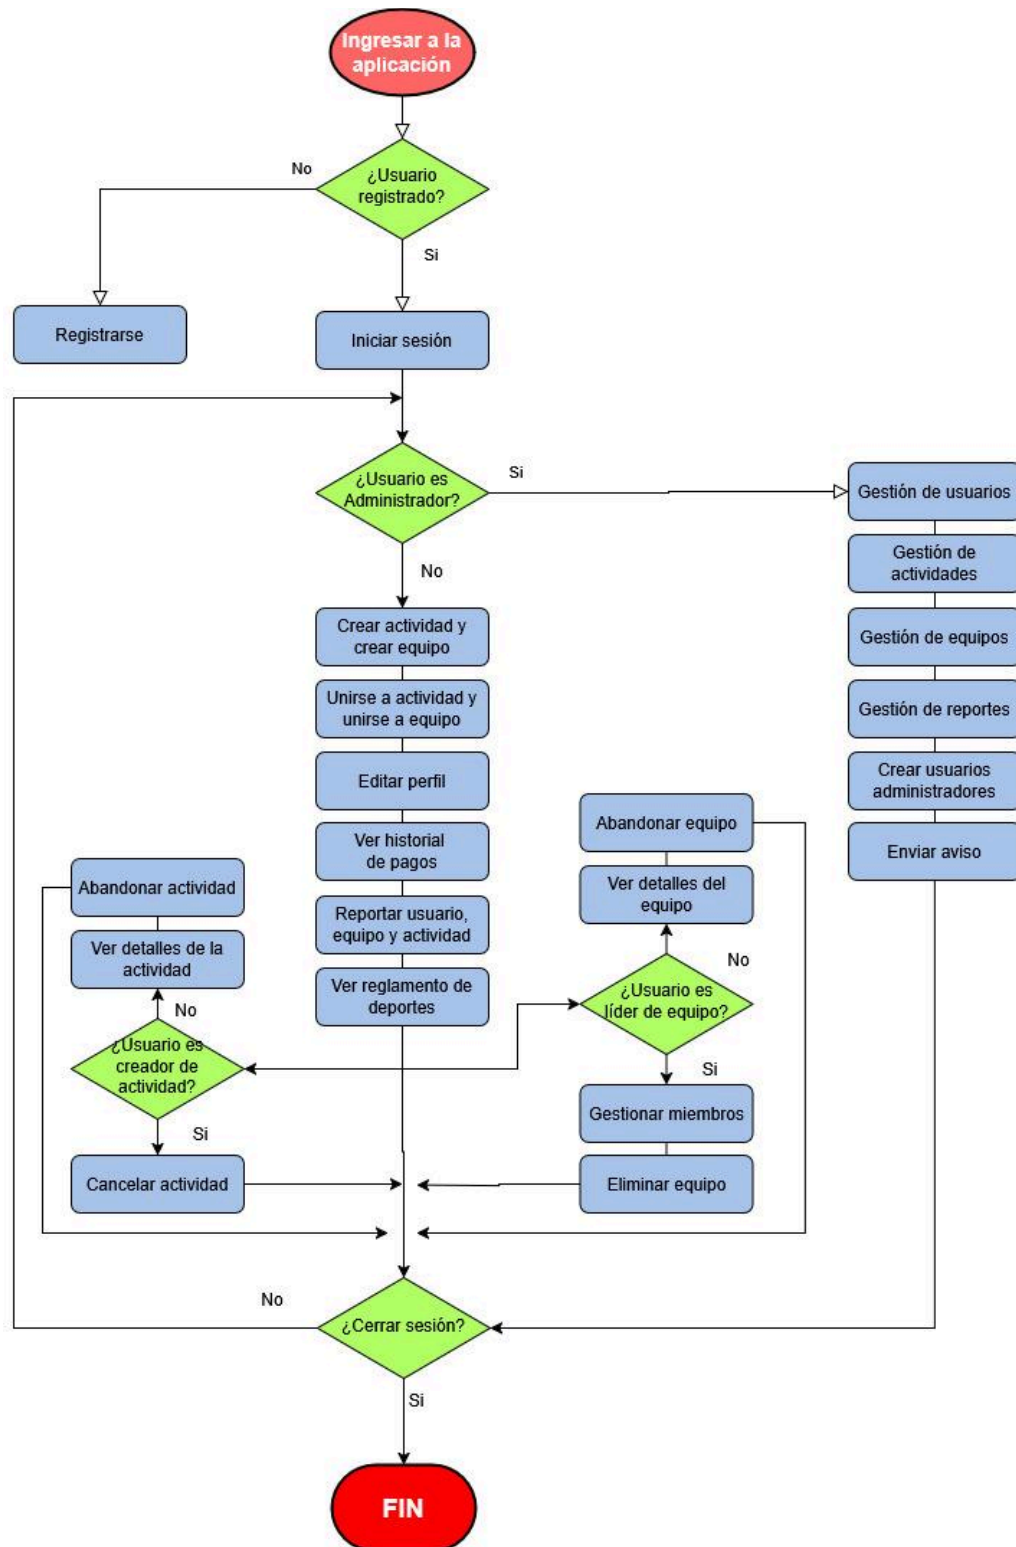 Ingresar a la
aplicación
¿Usuario
registrado?
No
Si
Registrarse
Iniciar sesión
¿Usuario es
Administrador?
Si
No
Gestión de usuarios
Gestión de
actividades
Gestión de equipos
Gestión de reportes
Crear usuarios
administradores
Enviar aviso
Crear actividad y
crear equipo
Unirse a actividad y
unirse a equipo
Editar perfil
Ver historial
de pagos
Reportar usuario,
equipo y actividad
Ver reglamento de
deportes
Abandonar actividad
Ver detalles de la
actividad
No
¿Usuario es
creador de
actividad?
Si
Cancelar actividad
Abandonar equipo
Ver detalles del
equipo
No
¿Usuario es
líder de equipo?
Si
Gestionar miembros
Eliminar equipo
No
¿Cerrar sesión?
Si
FIN